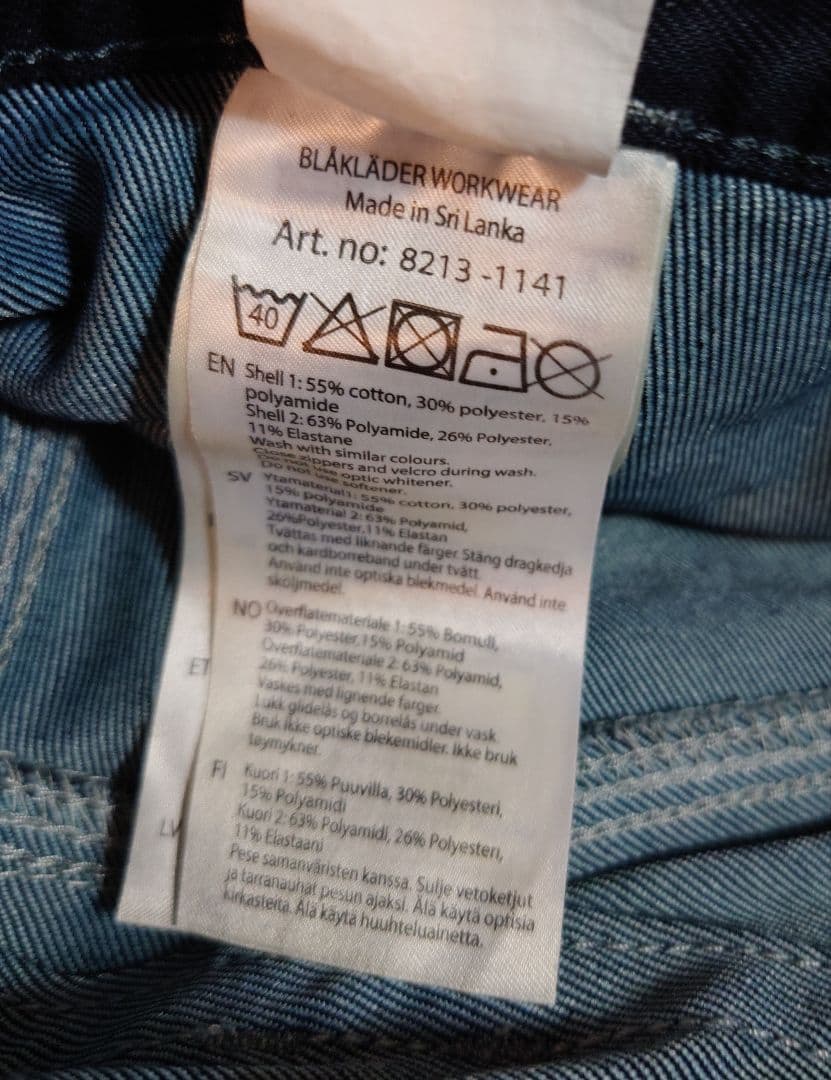 BLÅKLÄDER WORKWEAR
Made in Sri Lanka
Art. no: 8213 -1141
40
EN Shell 1: 55% cotton, 30% polyester, 15%
polyamide
Shell 2: 63% Polyamide, 26% Polyester,
11% Elastane
Wash with similar colours.
Close zippers and velcro during wash.
Do not use optic whitener.
Do not use softener.
SV Ytamaterial1: 55% cotton, 30% polyester,
15% polyamide
Ytamaterial 2: 63% Polyamid,
26%Polyester,11% Elastan
Tvättas med liknande färger. Stäng dragkedja
och kardborreband under tvätt.
Använd inte optiska blekmedel. Använd inte
sköljmedel.
NO Overflatemateriale 1: 55% Bomull,
30% Polyester,15% Polyamid
Overflatemateriale 2: 63% Polyamid,
26% Polyester, 11% Elastan
Vaskes med lignende farger.
Lukk glidelås og borrelås under vask.
Bruk ikke optiske blekemidler. Ikke bruk
tøymykner.
ET
FI Kuori 1: 55% Puuvilla, 30% Polyesteri,
15% Polyamidi
Kuori 2: 63% Polyamidi, 26% Polyesteri,
11% Elastaani
LV
Pese samanväristen kanssa. Sulje vetoketjut
ja tarranauhat pesun ajaksi. Älä käytä optisia
kirkasteita. Älä käytä huuhteluainetta.